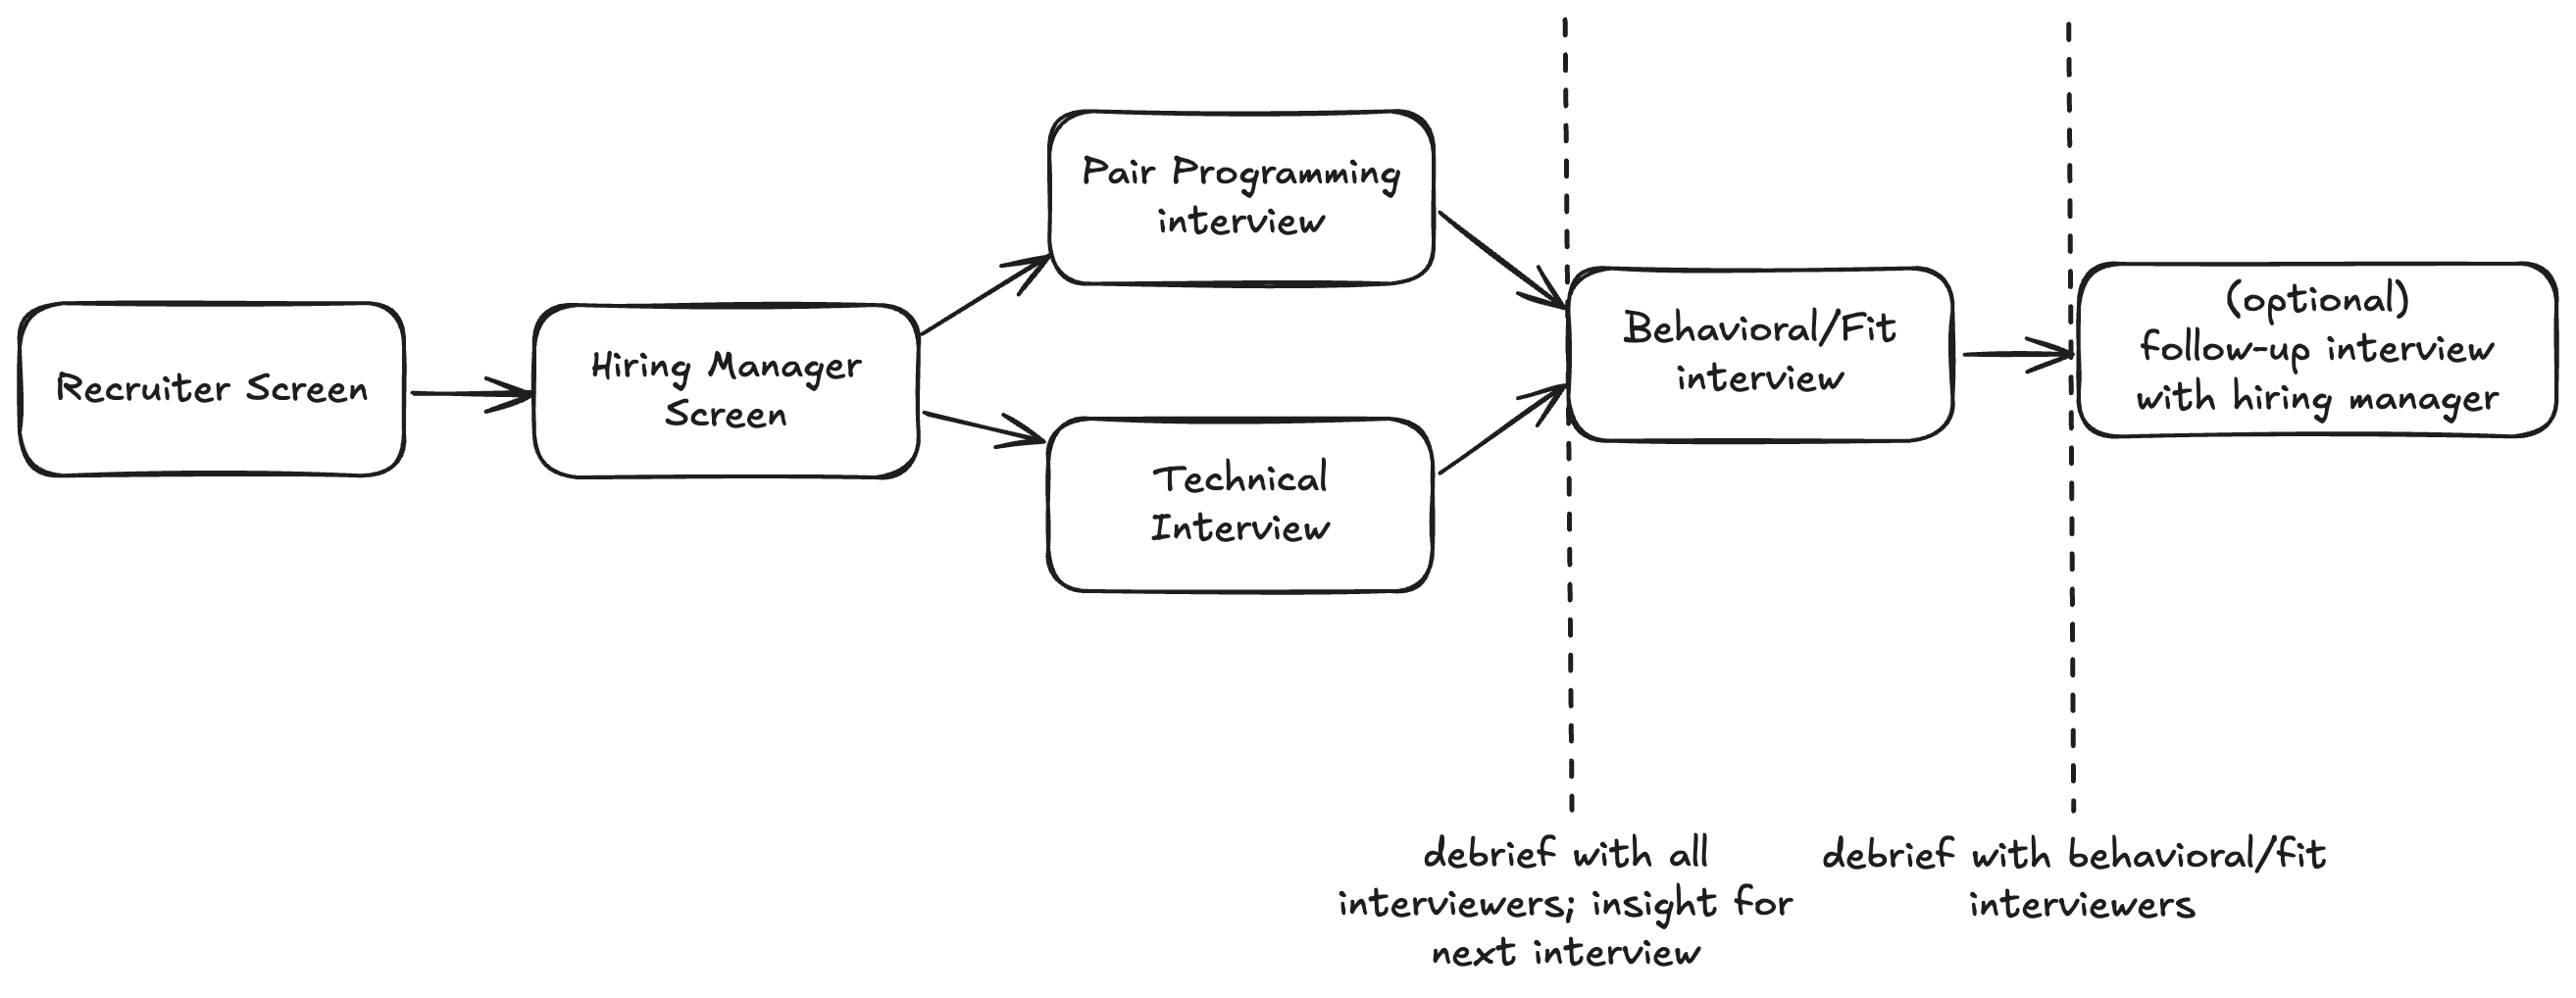 Recruiter Screen
Hiring Manager
Screen
Pair Programming
interview
Technical
Interview
Behavioral/Fit
interview
(optional)
follow-up interview
with hiring manager
debrief with all
interviewers; insight for
next interview
debrief with behavioral/fit
interviewers